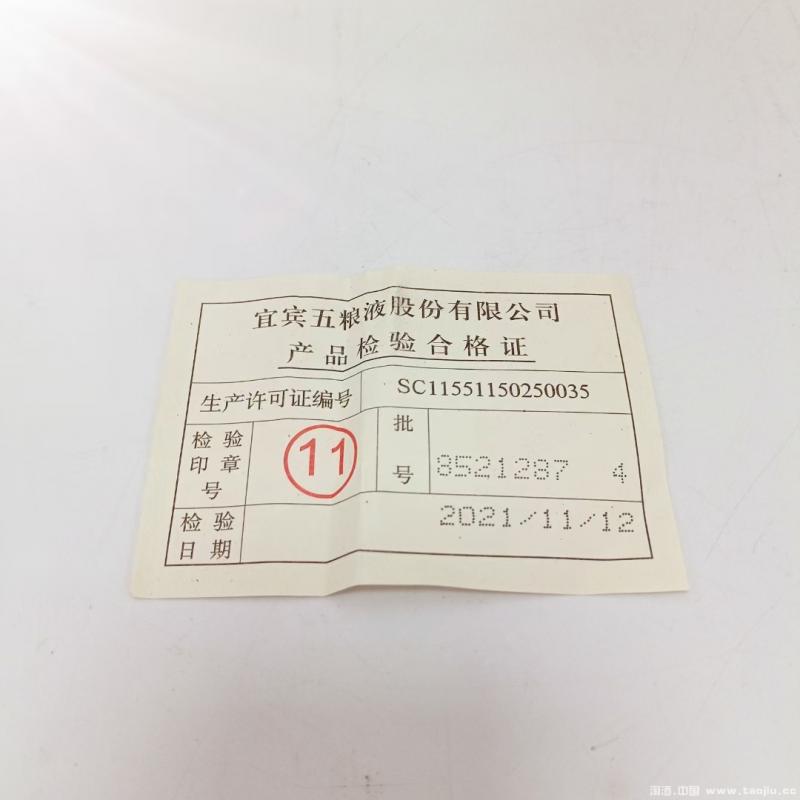 宜宾五粮液股份有限公司
产品检验合格证
生产许可证编号 SC11551150250035
检验印章号 11 批号 8521287 4
检验日期 2021/11/12
淘酒.中国 www.taojiu.cc